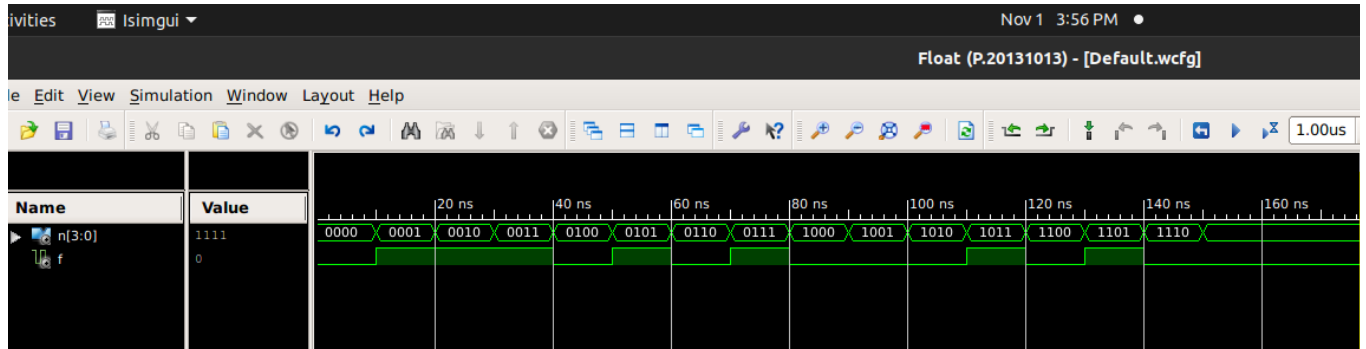 ivities Isimgui Nov 1 3:56 PM
Float (P.20131013) - [Default.wcfg]
le Edit View Simulation Window Layout Help
1.00us
20 ns 40 ns 60 ns 80 ns 100 ns 120 ns 140 ns 160 ns
Name Value
n[3:0] 1111 0000 0001 0010 0011 0100 0101 0110 0111 1000 1001 1010 1011 1100 1101 1110
f 0